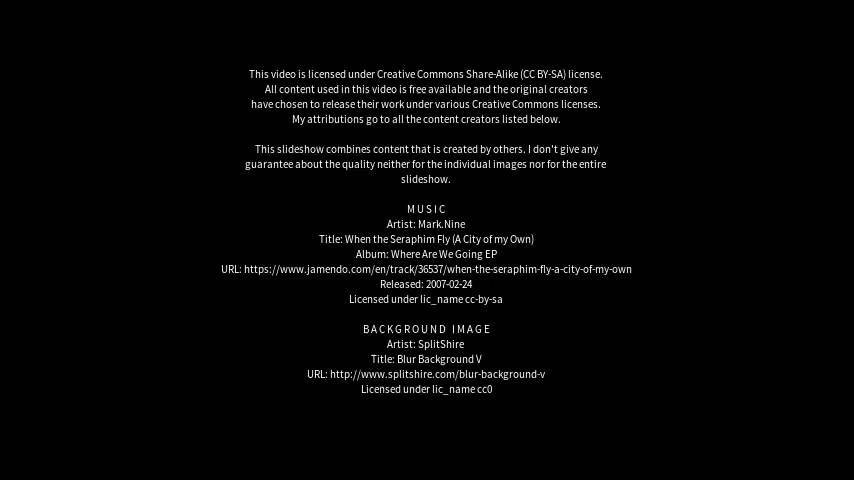 This video is licensed under Creative Commons Share-Alike (CC BY-SA) license.
All content used in this video is free available and the original creators
have chosen to release their work under various Creative Commons licenses.
My attributions go to all the content creators listed below.
This slideshow combines content that is created by others. I don't give any
guarantee about the quality neither for the individual images nor for the entire
slideshow.
MUSIC
Artist: Mark.Nine
Title: When the Seraphim Fly (A City of my Own)
Album: Where Are We Going EP
URL: https://www.jamendo.com/en/track/36537/when-the-seraphim-fly-a-city-of-my-own
Released: 2007-02-24
Licensed under lic_name cc-by-sa
BACKGROUND IMAGE
Artist: SplitShire
Title: Blur Background V
URL: http://www.splitshire.com/blur-background-v
Licensed under lic_name cc0